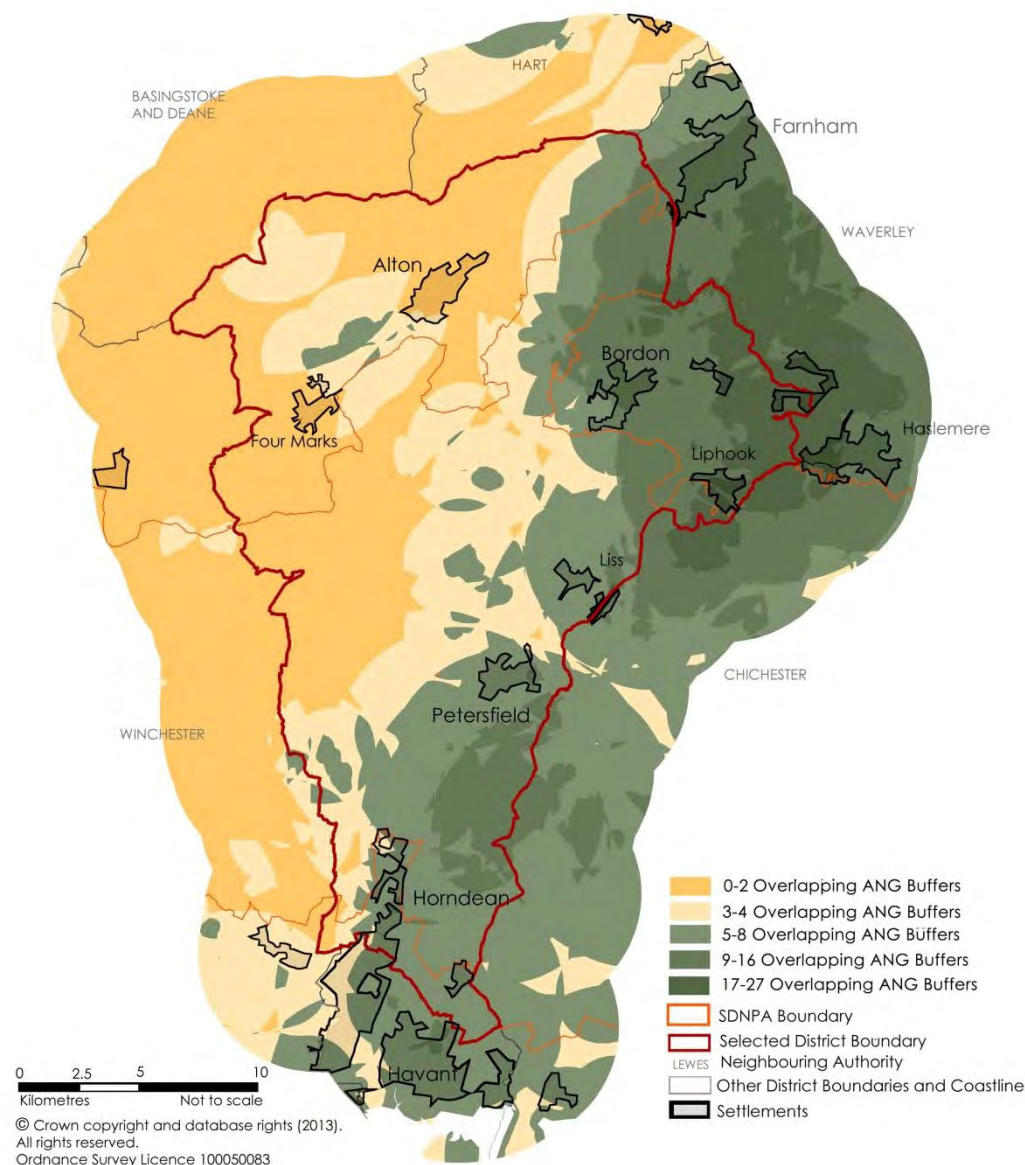 HART
BASINGSTOKE
AND DEANE
Farnham
WAVERLEY
Alton
Bordon
Four Marks
Haslemere
Liphook
Liss
CHICHESTER
Petersfield
WINCHESTER
Horndean
Havant
0-2 Overlapping ANG Buffers
3-4 Overlapping ANG Buffers
5-8 Overlapping ANG Buffers
9-16 Overlapping ANG Buffers
17-27 Overlapping ANG Buffers
SDNPA Boundary
Selected District Boundary
LEWES Neighbouring Authority
Other District Boundaries and Coastline
Settlements
0 2.5 5 10
Kilometres Not to scale
© Crown copyright and database rights (2013).
All rights reserved.
Ordnance Survey Licence 100050083